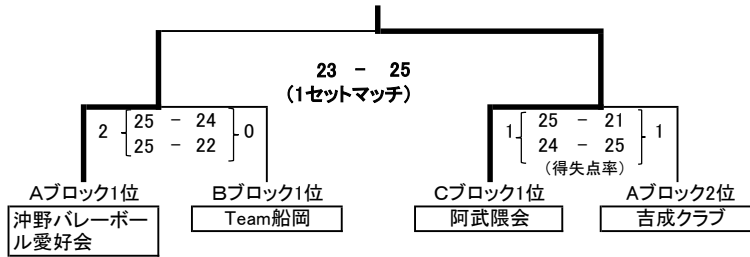 23 － 25
(1セットマッチ)
2 25 － 24 0
25 － 22
1 25 － 21 1
24 － 25
(得失点率)
Aブロック1位 Bブロック1位 Cブロック1位 Aブロック2位
沖野バレーボー
ル愛好会
Team船岡
阿武隈会
吉成クラブ